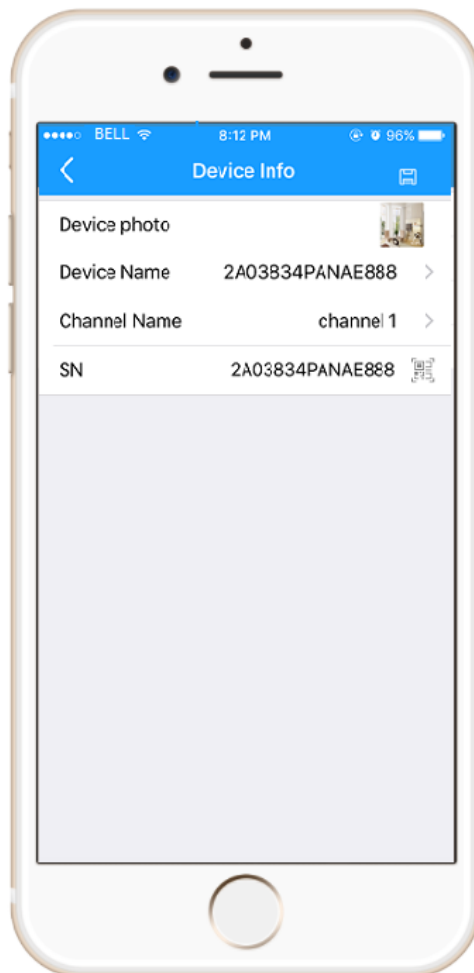 BELL 8:12 PM 96%
Device Info
Device photo
Device Name 2A03834PANAE888
Channel Name channel 1
SN 2A03834PANAE888